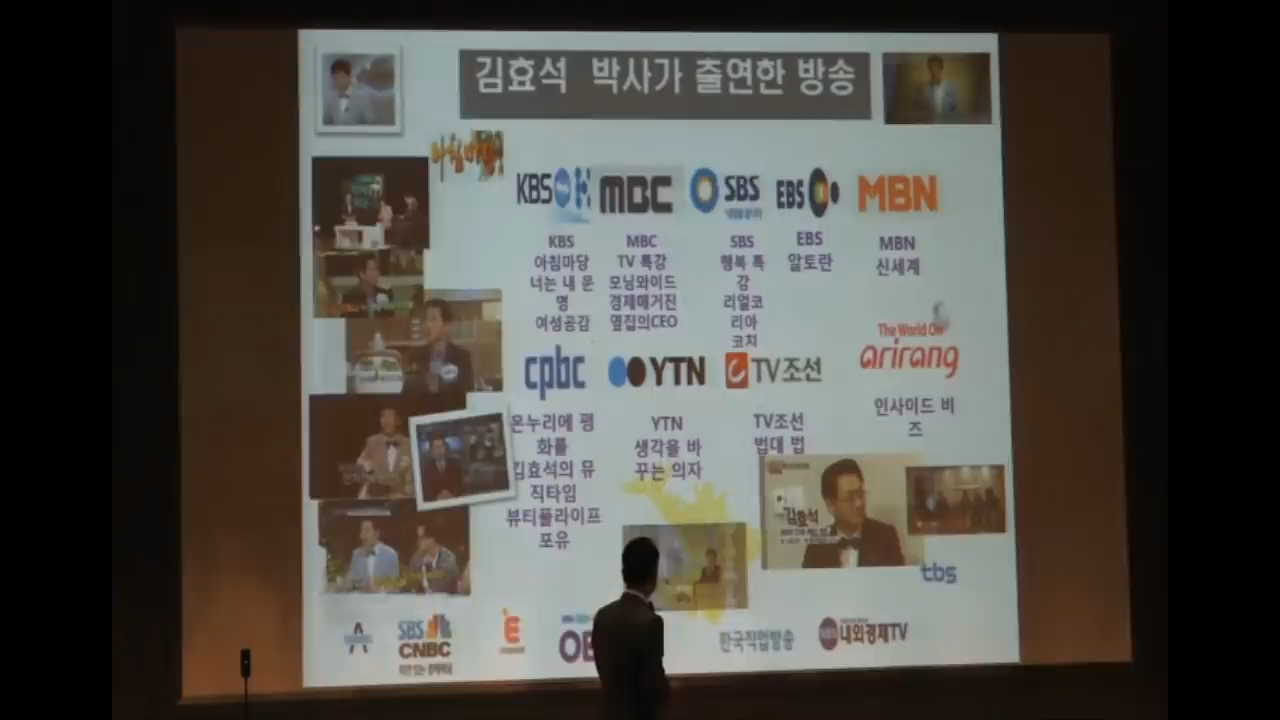 김효석 박사가 출연한 방송
아침마당
KBS
MBC
SBS
EBS
MBN
KBS
아침마당
너는 내 운
명
여성공감
MBC
TV 특강
모닝와이드
경제매거진
옆집의CEO
SBS
행복 특
강
리얼코
리아
코치
EBS
알토란
MBN
신세계
cpbc
YTN
TV조선
The World On
arirang
온누리에 평
화를
김효석의 뮤
직타임
뷰티플라이프
포유
YTN
생각을 바
꾸는 의자
TV조선
법대 법
인사이드 비
즈
김효석
tbs
SBS
CNBC
한국직업방송
내외경제TV